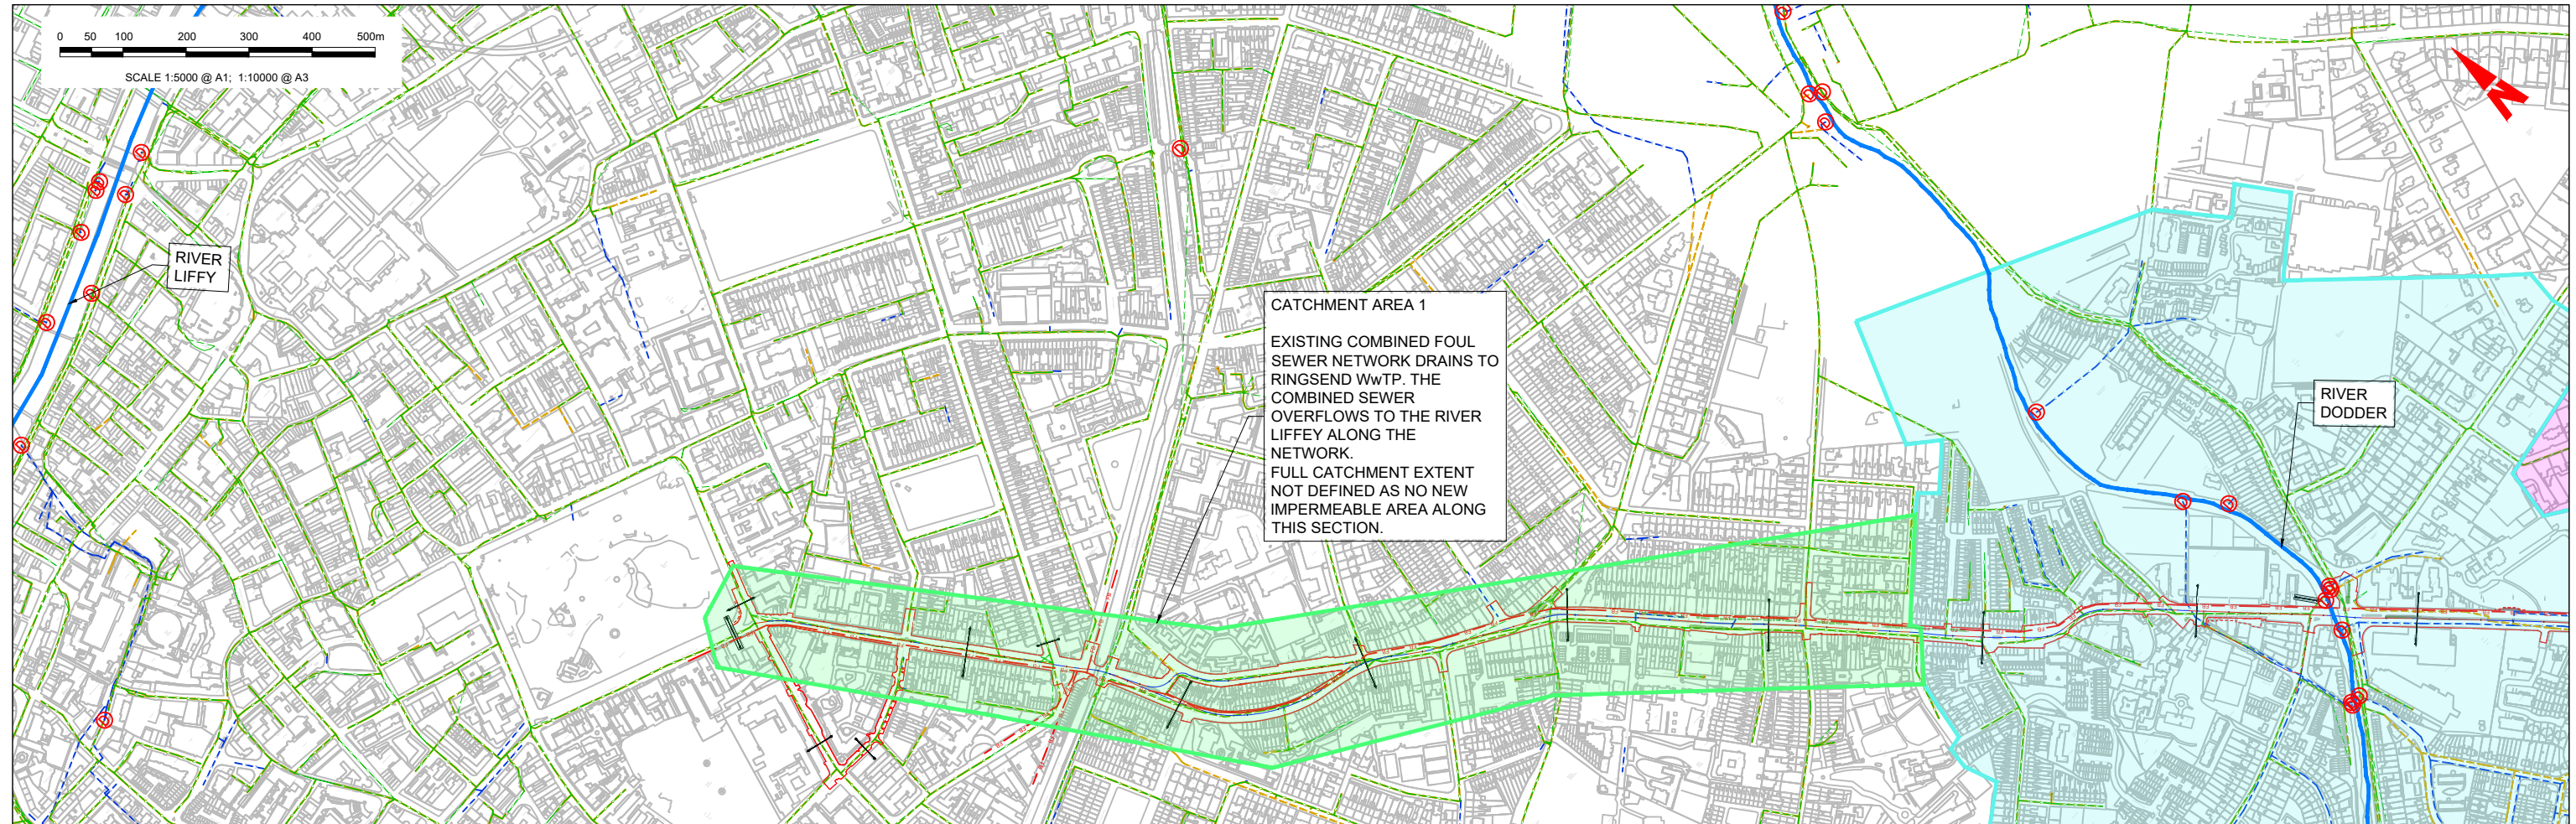 0 50 100 200 300 400 500m
SCALE 1:5000 @ A1; 1:10000 @ A3
N
RIVER
LIFFY
CATCHMENT AREA 1
EXISTING COMBINED FOUL
SEWER NETWORK DRAINS TO
RINGSEND WwTP. THE
COMBINED SEWER
OVERFLOWS TO THE RIVER
LIFFEY ALONG THE
NETWORK.
FULL CATCHMENT EXTENT
NOT DEFINED AS NO NEW
IMPERMEABLE AREA ALONG
THIS SECTION.
RIVER
DODDER